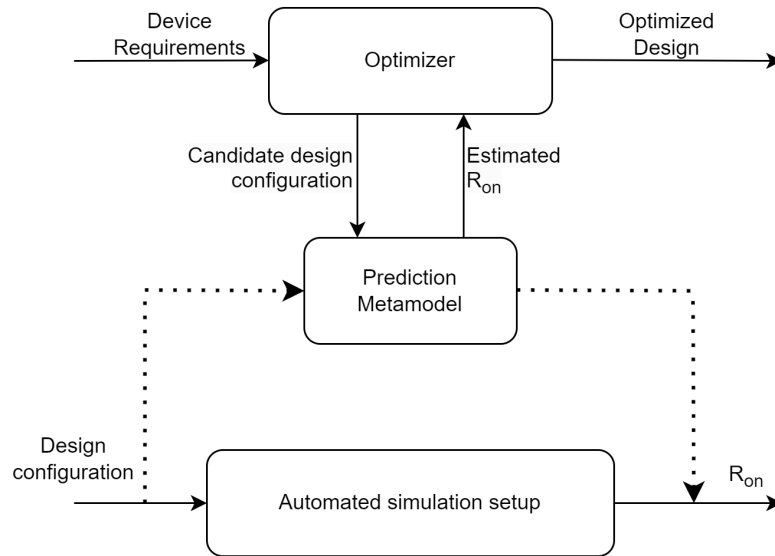 Device
Requirements
Optimizer
Optimized
Design
Candidate design
configuration
Estimated
Ron
Prediction
Metamodel
Design
configuration
Automated simulation setup
Ron